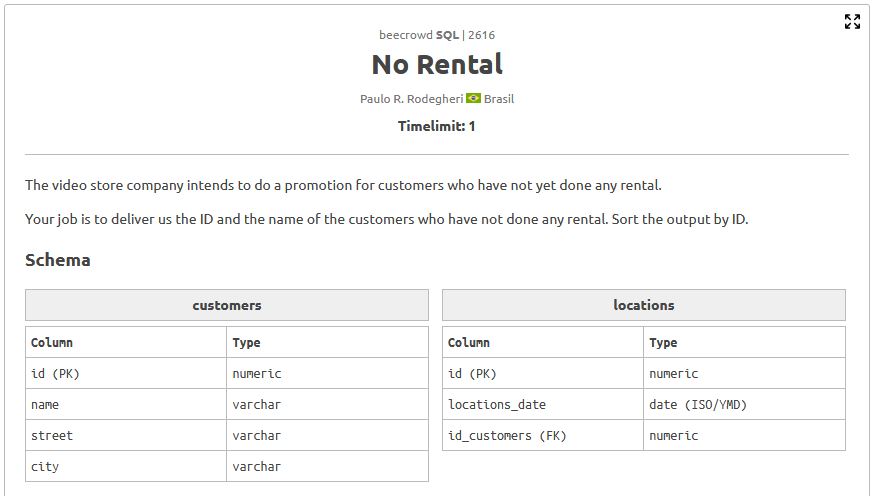 beecrowd SQL | 2616
No Rental
Paulo R. Rodegheri Brasil
Timelimit: 1
The video store company intends to do a promotion for customers who have not yet done any rental.
Your job is to deliver us the ID and the name of the customers who have not done any rental. Sort the output by ID.
Schema
customers
Column Type
id (PK) numeric
name varchar
street varchar
city varchar
locations
Column Type
id (PK) numeric
locations_date date (ISO/YMD)
id_customers (FK) numeric